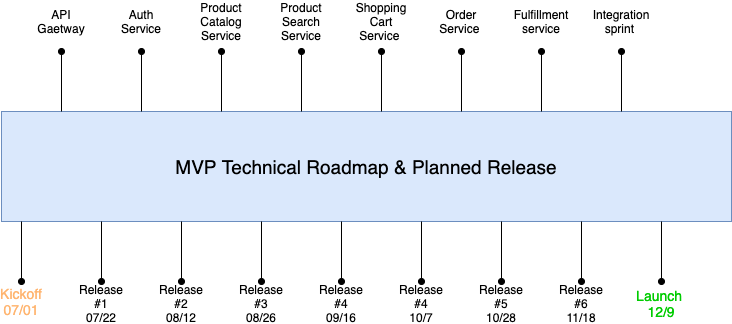 API
Gaetway
Auth
Service
Product
Catalog
Service
Product
Search
Service
Shopping
Cart
Service
Order
Service
Fulfillment
service
Integration
sprint
MVP Technical Roadmap & Planned Release
Kickoff
07/01
Release
#1
07/22
Release
#2
08/12
Release
#3
08/26
Release
#4
09/16
Release
#4
10/7
Release
#5
10/28
Release
#6
11/18
Launch
12/9